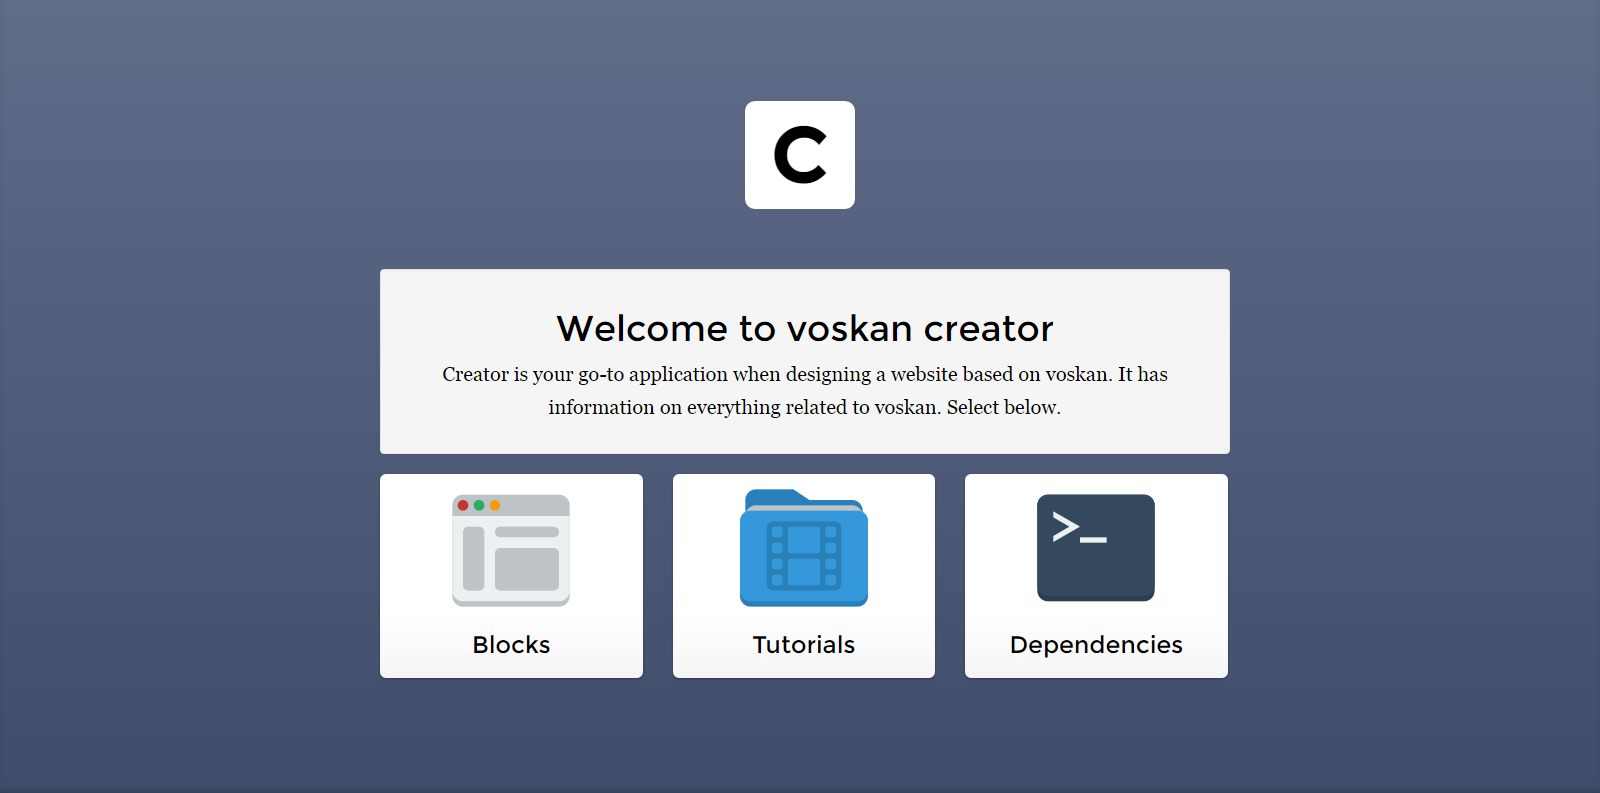 C
Welcome to voskan creator
Creator is your go-to application when designing a website based on voskan. It has
information on everything related to voskan. Select below.
>_
Blocks
Tutorials
Dependencies